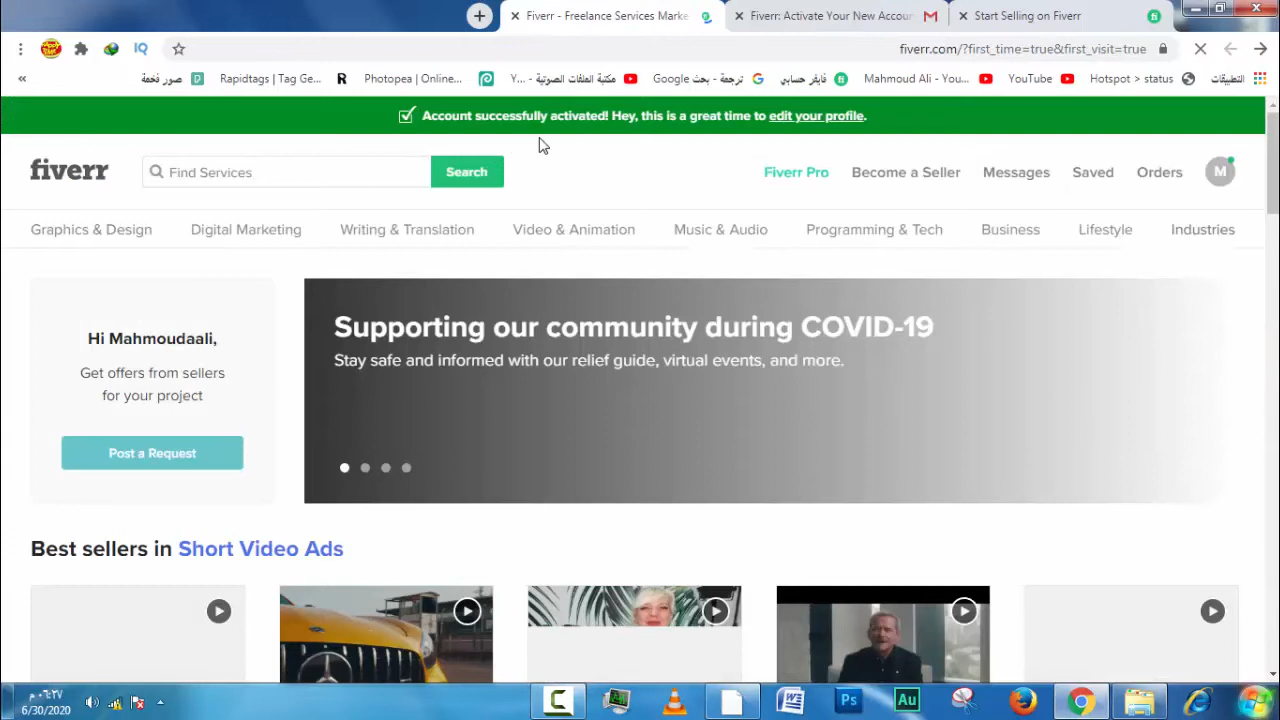 Fiverr - Freelance Services Marke
Fiverr: Activate Your New Accour
Start Selling on Fiverr
fiverr.com/?first_time=true&first_visit=true
IQ
صور فخمة
Rapidtags | Tag Ge...
Photopea | Online...
مكتبة الملفات الصوتية - Y...
ترجمة - بحث Google
فايفر حسابي
Mahmoud Ali - You...
YouTube
Hotspot > status
التطبيقات
Account successfully activated! Hey, this is a great time to edit your profile.
fiverr
Find Services
Search
Fiverr Pro
Become a Seller
Messages
Saved
Orders
M
Graphics & Design
Digital Marketing
Writing & Translation
Video & Animation
Music & Audio
Programming & Tech
Business
Lifestyle
Industries
Hi Mahmoudaali,
Get offers from sellers
for your project
Post a Request
Supporting our community during COVID-19
Stay safe and informed with our relief guide, virtual events, and more.
Best sellers in Short Video Ads
6/30/2020
Ps
Au